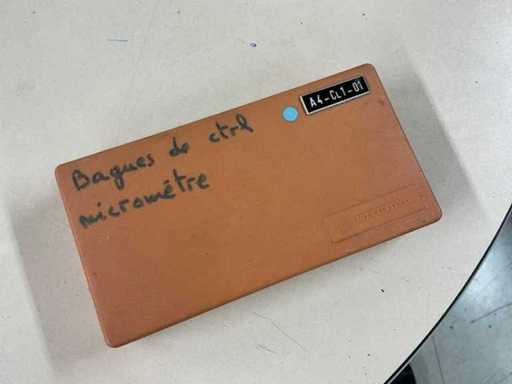 A4-CL1-01
Bagues de ctrl
micromètre